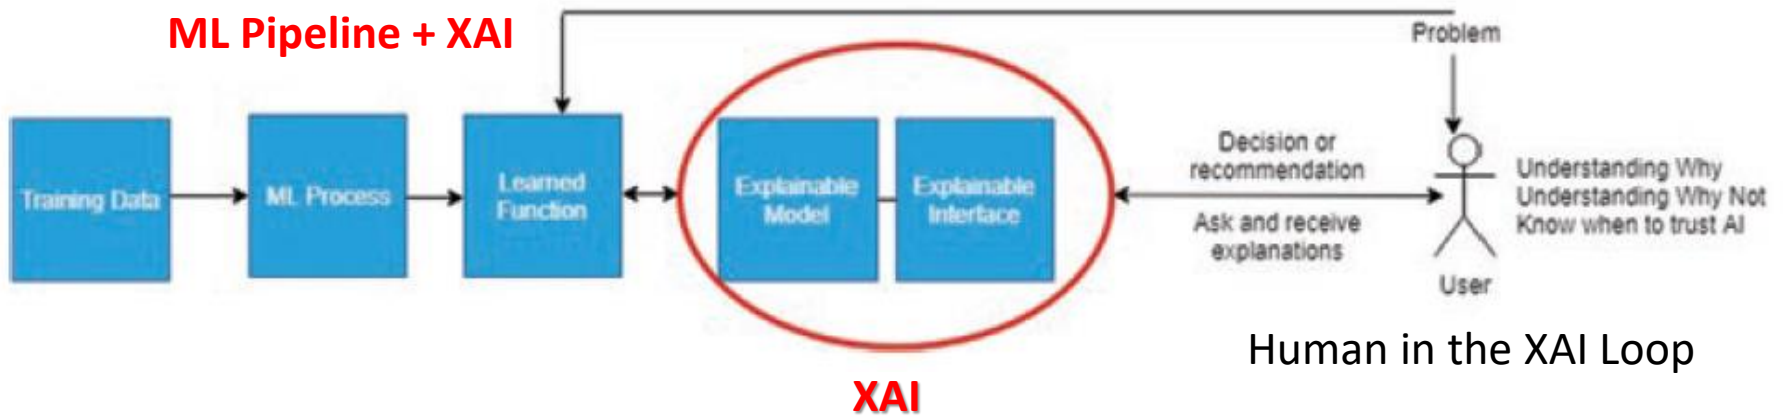 ML Pipeline + XAI
Problem
Training Data
ML Process
Learned
Function
Explainable
Model
Explainable
Interface
Decision or
recommendation
Ask and receive
explanations
Understanding Why
Understanding Why Not
Know when to trust AI
User
Human in the XAI Loop
XAI